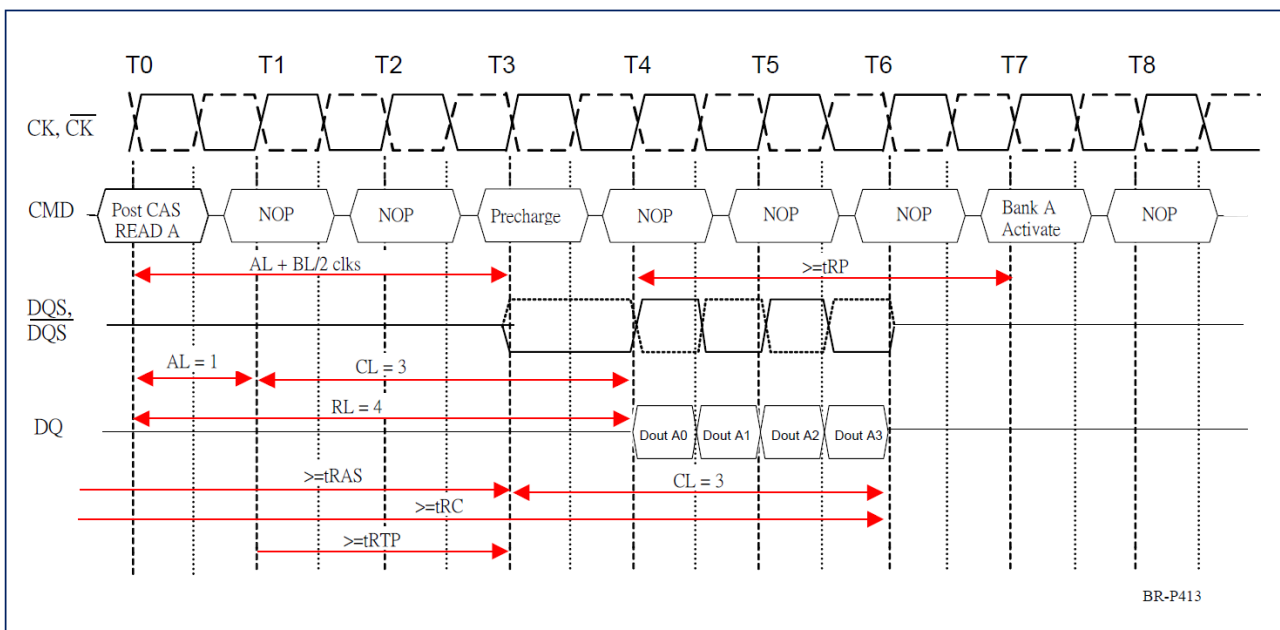 T0 T1 T2 T3 T4 T5 T6 T7 T8
CK, CK
CMD
Post CAS
READ A
NOP
NOP
Precharge
NOP
NOP
NOP
Bank A
Activate
NOP
AL + BL/2 clks
>=tRP
DQS,
DQS
AL = 1
CL = 3
RL = 4
DQ
Dout A0
Dout A1
Dout A2
Dout A3
>=tRAS
CL = 3
>=tRC
>=tRTP
BR-P413